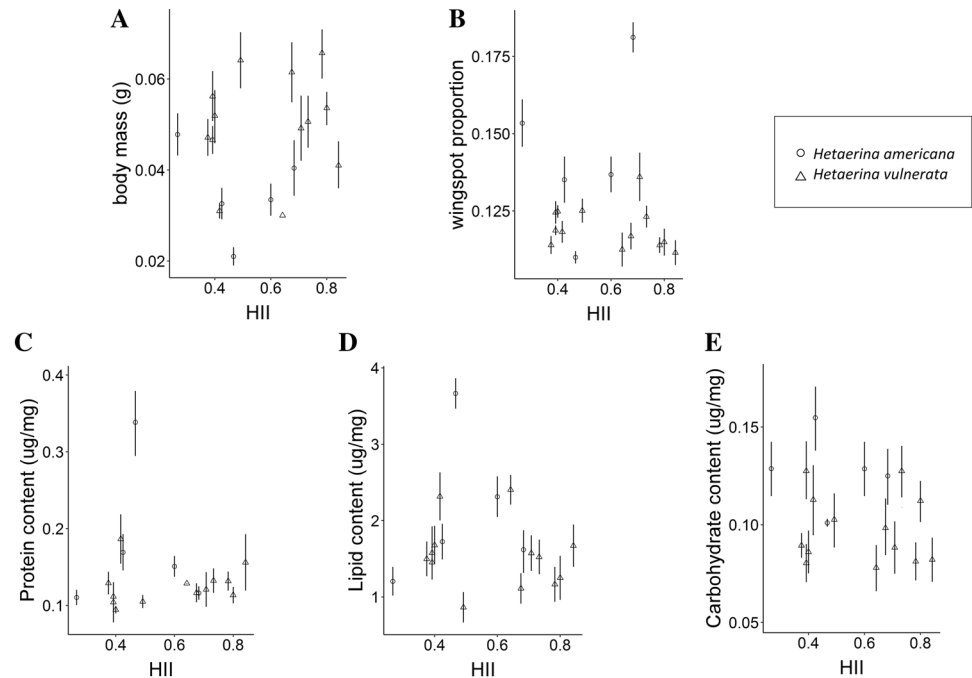 A
body mass (g)
0.06
0.04
0.02
0.4 0.6 0.8
HII
B
wingspot proportion
0.175
0.150
0.125
0.4 0.6 0.8
HII
Hetaerina americana
Hetaerina vulnerata
C
Protein content (ug/mg)
0.4
0.3
0.2
0.1
0.4 0.6 0.8
HII
D
Lipid content (ug/mg)
4
3
2
1
0.4 0.6 0.8
HII
E
Carbohydrate content (ug/mg)
0.15
0.10
0.05
0.4 0.6 0.8
HII